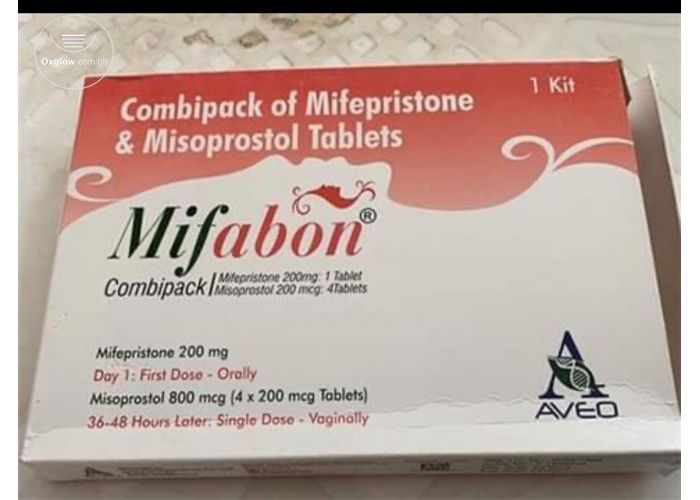 Oxglow.com.gh
1 Kit
Combipack of Mifepristone
& Misoprostol Tablets
Mifabon®
Combipack
Mifepristone 200mg: 1 Tablet
Misoprostol 200 mcg: 4Tablets
Mifepristone 200 mg
Day 1: First Dose - Orally
Misoprostol 800 mcg (4 x 200 mcg Tablets)
36-48 Hours Later: Single Dose - Vaginally
AVEO